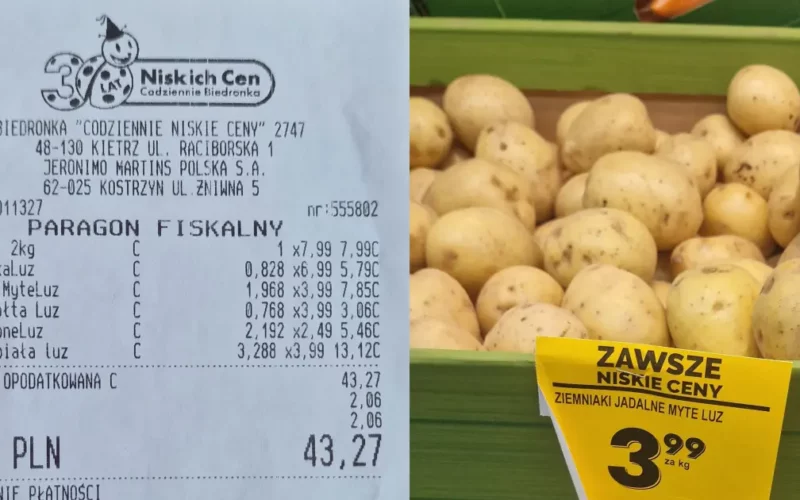 30 LAT
Niskich Cen
Codziennie Biedronka
BIEDRONKA "CODZIENNIE NISKIE CENY" 2747
48-130 KIETRZ UL. RACIBORSKA 1
JERONIMO MARTINS POLSKA S.A.
62-025 KOSTRZYN UL.ŻNIWNA 5
011327 nr:555802
PARAGON FISKALNY
2kg C 1 x7,99 7,99C
kaLuz C 0,828 x6,99 5,79C
MyteLuz C 1,968 x3,99 7,85C
ółta Luz C 0,768 x3,99 3,06C
oneLuz C 2,192 x2,49 5,46C
biała luz C 3,288 x3,99 13,12C
OPODATKOWANA C 43,27
2,06
2,06
PLN 43,27
NIE PŁATNOŚCI
ZAWSZE
NISKIE CENY
ZIEMNIAKI JADALNE MYTE LUZ
3 99
za kg